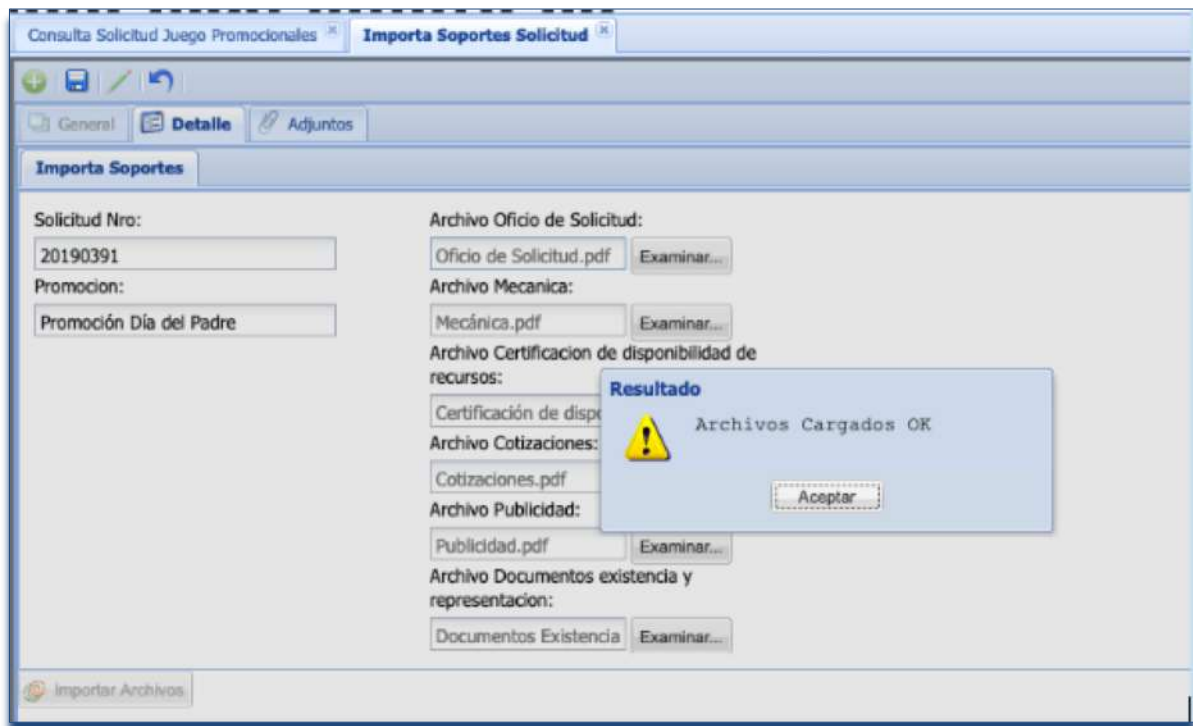 Consulta Solicitud Juego Promocionales
Importa Soportes Solicitud
General
Detalle
Adjuntos
Importa Soportes
Solicitud Nro:
20190391
Promocion:
Promoción Día del Padre
Archivo Oficio de Solicitud:
Oficio de Solicitud.pdf Examinar...
Archivo Mecanica:
Mecánica.pdf Examinar...
Archivo Certificacion de disponibilidad de
recursos:
Certificación de dispo
Archivo Cotizaciones:
Cotizaciones.pdf
Archivo Publicidad:
Publicidad.pdf Examinar...
Archivo Documentos existencia y
representacion:
Documentos Existencia Examinar...
Resultado
Archivos Cargados OK
Aceptar
Importar Archivos